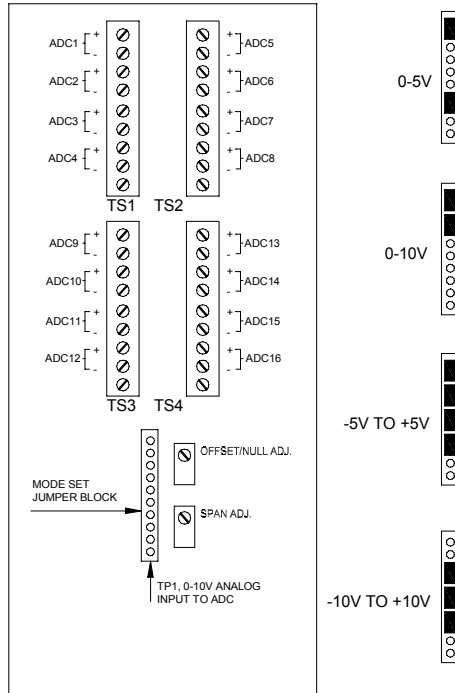 ADC1 + -
ADC2 + -
ADC3 + -
ADC4 + -
+ - ADC5
+ - ADC6
+ - ADC7
+ - ADC8
TS1 TS2
ADC9 + -
ADC10 + -
ADC11 + -
ADC12 + -
+ - ADC13
+ - ADC14
+ - ADC15
+ - ADC16
TS3 TS4
OFFSET/NULL ADJ.
MODE SET
JUMPER BLOCK
SPAN ADJ.
TP1, 0-10V ANALOG
INPUT TO ADC
0-5V
0-10V
-5V TO +5V
-10V TO +10V